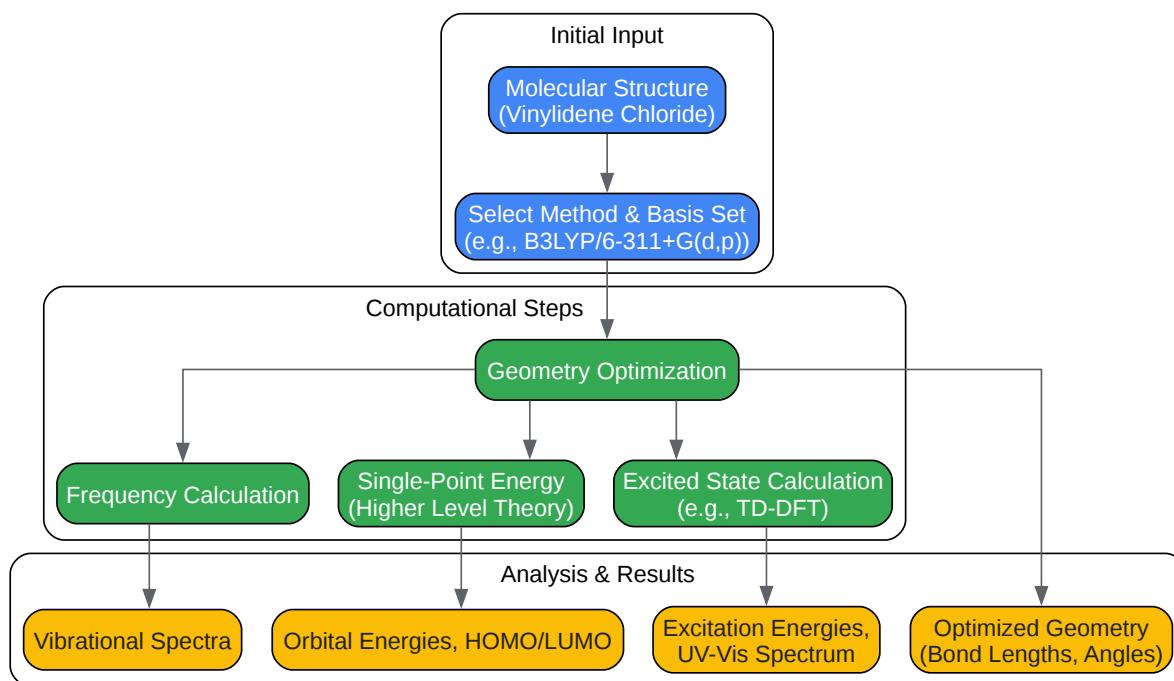 Initial Input
Molecular Structure
(Vinylidene Chloride)
Select Method & Basis Set
(e.g., B3LYP/6-311+G(d,p))
Computational Steps
Geometry Optimization
Frequency Calculation
Single-Point Energy
(Higher Level Theory)
Excited State Calculation
(e.g., TD-DFT)
Analysis & Results
Vibrational Spectra
Orbital Energies, HOMO/LUMO
Excitation Energies,
UV-Vis Spectrum
Optimized Geometry
(Bond Lengths, Angles)